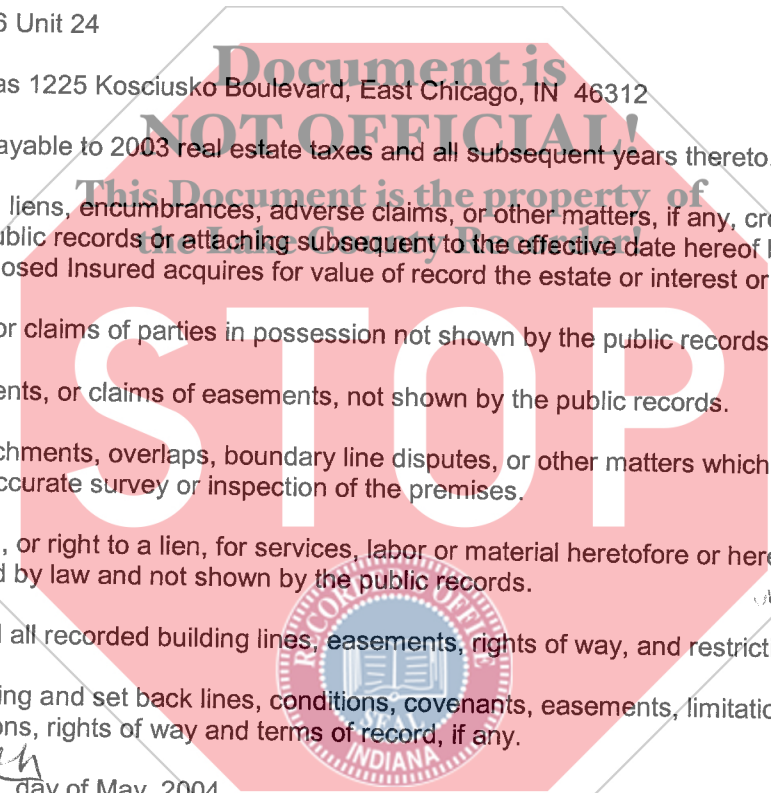 6 Unit 24
Document is
as 1225 Kosciusko Boulevard, East Chicago, IN 46312
NOT OFFICIAL!
ayable to 2003 real estate taxes and all subsequent years thereto.
This Document is the property of
liens, encumbrances, adverse claims, or other matters, if any, cr
ublic records or attaching subsequent to the effective date hereof b
the Lake County Recorder!
osed Insured acquires for value of record the estate or interest or
or claims of parties in possession not shown by the public records
STOP
ents, or claims of easements, not shown by the public records.
chments, overlaps, boundary line disputes, or other matters which
ccurate survey or inspection of the premises.
, or right to a lien, for services, labor or material heretofore or here
d by law and not shown by the public records.
RECORDER'S OFFICE
l all recorded building lines, easements, rights of way, and restrict
ing and set back lines, conditions, covenants, easements, limitatio
SEAL
ons, rights of way and terms of record, if any.
INDIANA
day of May, 2004